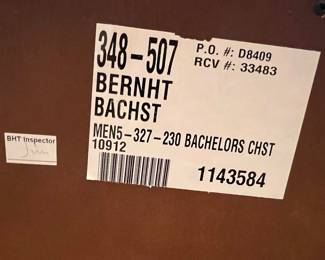 348-507
P.O. #: D8409
RCV #: 33483
BERNHT
BACHST
MEN5-327-230 BACHELORS CHST
10912
1143584
BHT Inspector